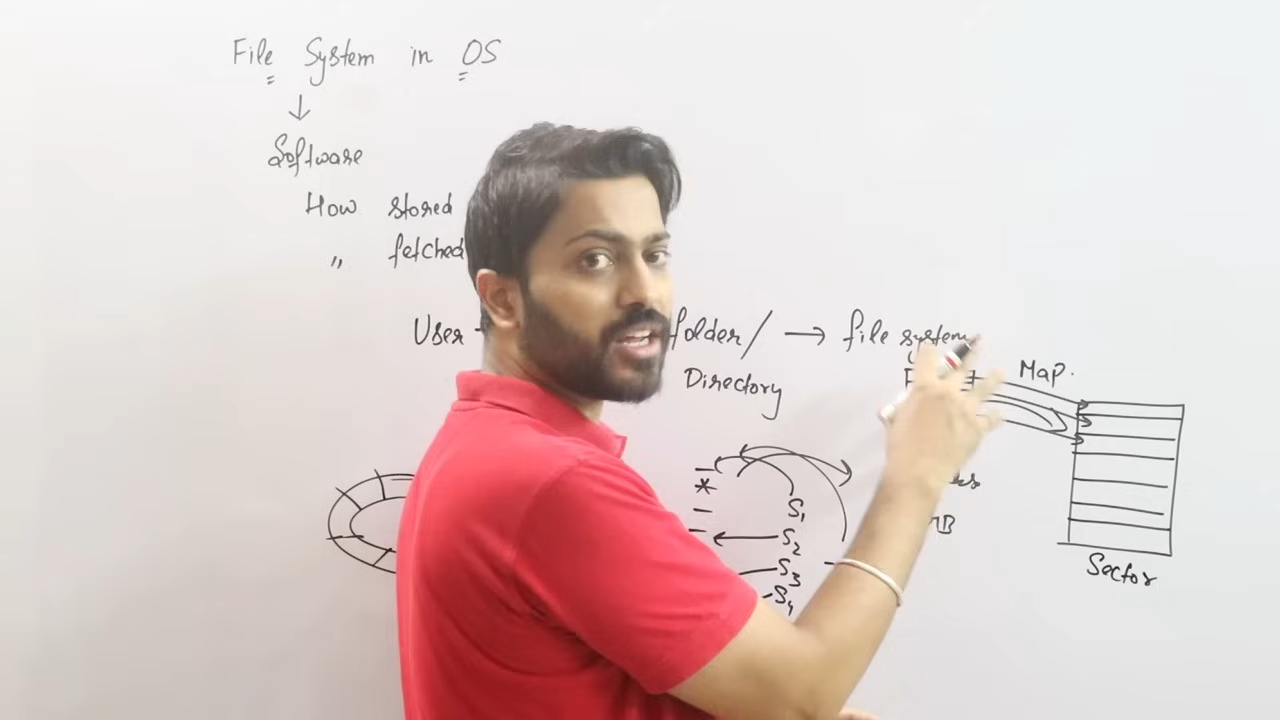 File System in OS
Software
How stored
" fetched
User folder/ → file system
Directory
Map.
S1
S2
S3
S4
Sector